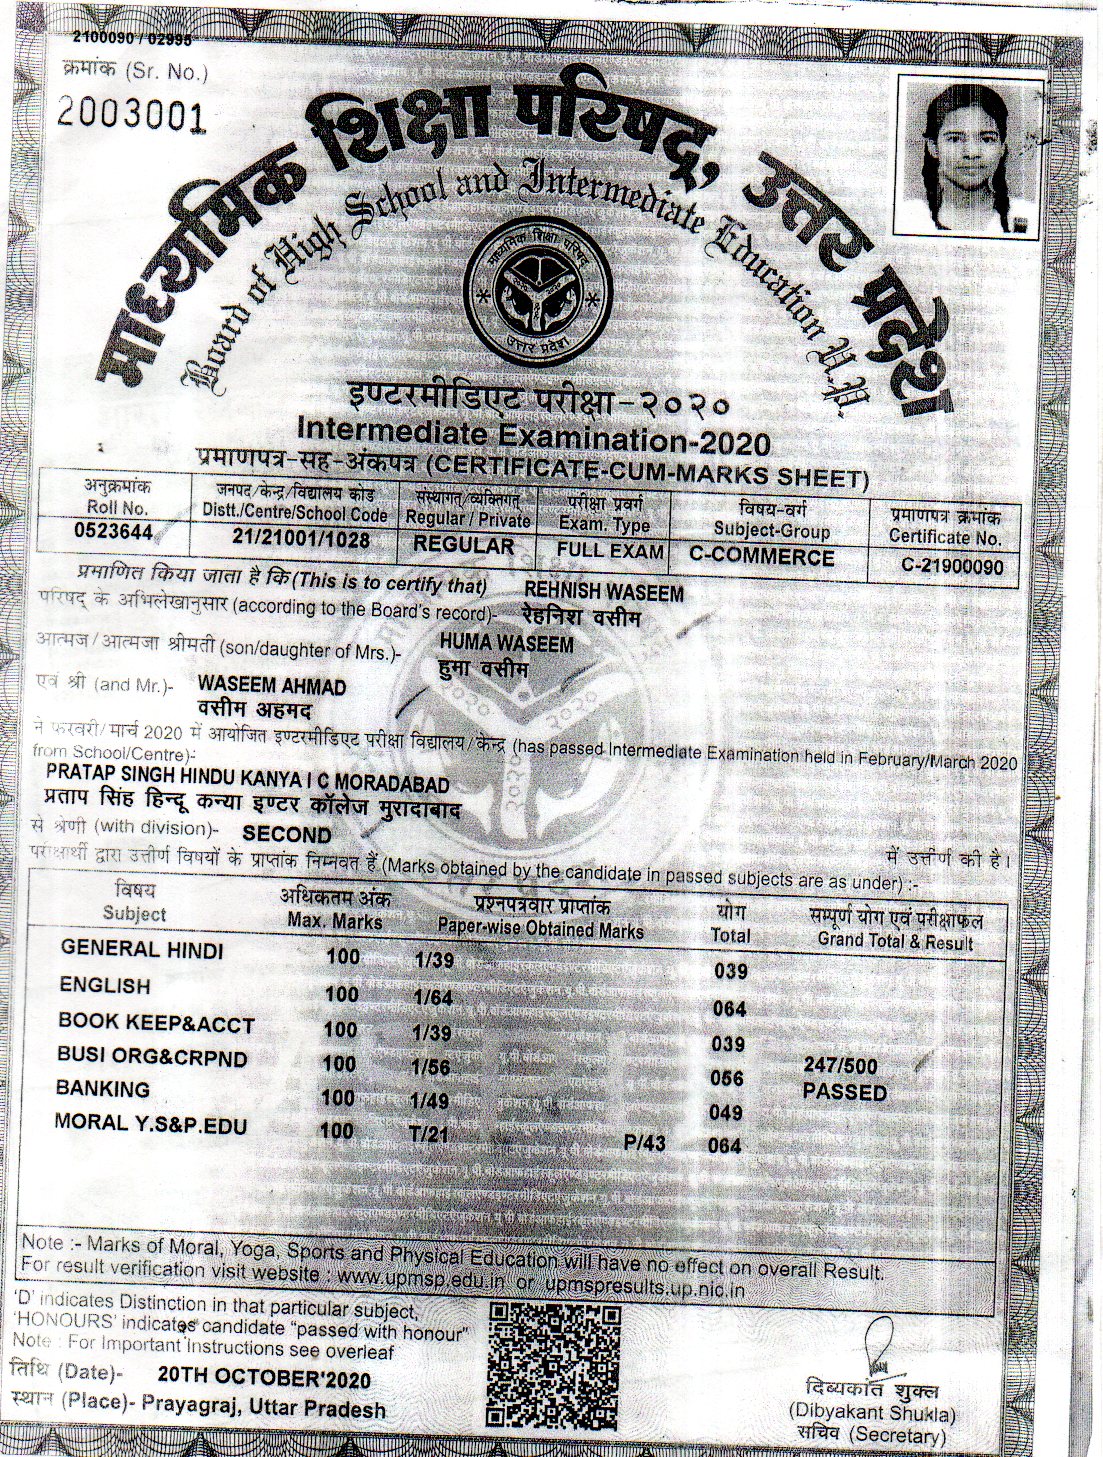 2100090 / 02995
क्रमांक (Sr. No.)
2003001
माध्यमिक शिक्षा परिषद्, उत्तर प्रदेश
Board of High School and Intermediate Education U.P.
माध्यमिक शिक्षा परिषद्
उत्तर प्रदेश
इण्टरमीडिएट परीक्षा-२०२०
Intermediate Examination-2020
प्रमाणपत्र-सह-अंकपत्र (CERTIFICATE-CUM-MARKS SHEET)
अनुक्रमांक जनपद/केन्द्र/विद्यालय कोड संस्थागत/व्यक्तिगत परीक्षा प्रवर्ग विषय-वर्ग प्रमाणपत्र क्रमांक
Roll No. Distt./Centre/School Code Regular / Private Exam. Type Subject-Group Certificate No.
0523644 21/21001/1028 REGULAR FULL EXAM C-COMMERCE C-21900090
प्रमाणित किया जाता है कि (This is to certify that) REHNISH WASEEM
परिषद् के अभिलेखानुसार (according to the Board's record)- रेहनिश वसीम
आत्मज/आत्मजा श्रीमती (son/daughter of Mrs.)- HUMA WASEEM
हुमा वसीम
एवं श्री (and Mr.)- WASEEM AHMAD
वसीम अहमद
ने फरवरी/मार्च 2020 में आयोजित इण्टरमीडिएट परीक्षा विद्यालय/केन्द्र (has passed Intermediate Examination held in February/March 2020
from School/Centre)-
PRATAP SINGH HINDU KANYA I C MORADABAD
प्रताप सिंह हिन्दू कन्या इण्टर कॉलेज मुरादाबाद
से श्रेणी (with division)- SECOND में उत्तीर्ण की है।
परीक्षार्थी द्वारा उत्तीर्ण विषयों के प्राप्तांक निम्नवत हैं (Marks obtained by the candidate in passed subjects are as under) :-
विषय अधिकतम अंक प्रश्नपत्रवार प्राप्तांक योग सम्पूर्ण योग एवं परीक्षाफल
Subject Max. Marks Paper-wise Obtained Marks Total Grand Total & Result
GENERAL HINDI 100 1/39 039
ENGLISH 100 1/64 064
BOOK KEEP&ACCT 100 1/39 039
BUSI ORG&CRPND 100 1/56 056 247/500
BANKING 100 1/49 049 PASSED
MORAL Y.S&P.EDU 100 T/21 P/43 064
Note :- Marks of Moral, Yoga, Sports and Physical Education will have no effect on overall Result.
For result verification visit website : www.upmsp.edu.in or upmspresults.up.nic.in
'D' indicates Distinction in that particular subject,
'HONOURS' indicates candidate "passed with honour"
Note : For Important Instructions see overleaf
तिथि (Date)- 20TH OCTOBER'2020
स्थान (Place)- Prayagraj, Uttar Pradesh
दिव्यकांत शुक्ल
(Dibyakant Shukla)
सचिव (Secretary)